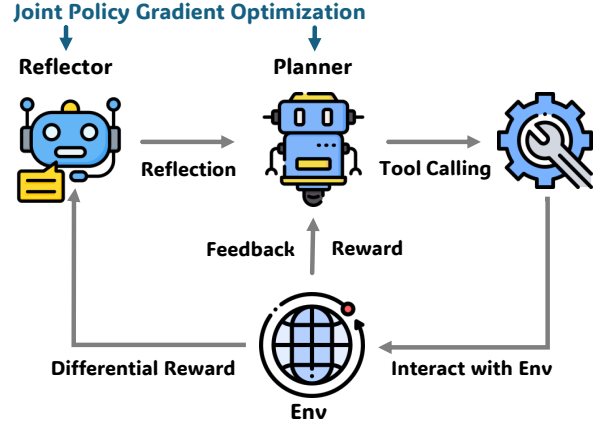 Joint Policy Gradient Optimization
Reflector
Planner
Reflection
Tool Calling
Feedback
Reward
Differential Reward
Interact with Env
Env